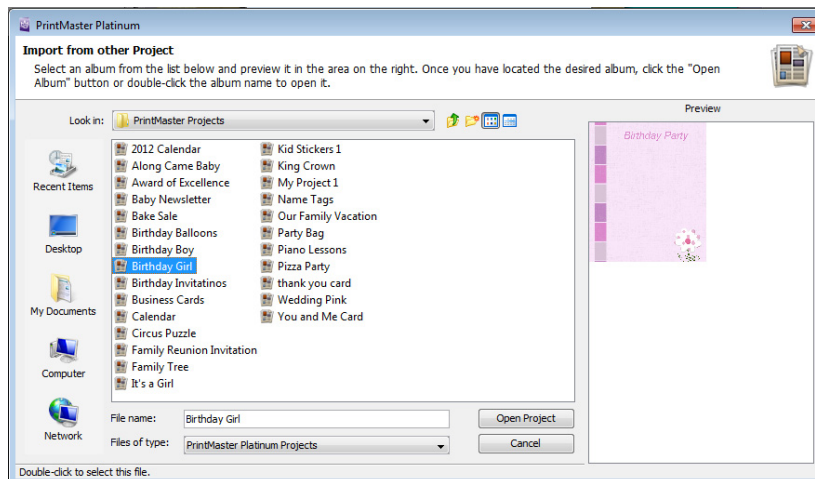 PrintMaster Platinum
Import from other Project
Select an album from the list below and preview it in the area on the right. Once you have located the desired album, click the "Open
Album" button or double-click the album name to open it.
Look in:
PrintMaster Projects
Preview
Recent Items
Desktop
My Documents
Computer
Network
2012 Calendar
Along Came Baby
Award of Excellence
Baby Newsletter
Bake Sale
Birthday Balloons
Birthday Boy
Birthday Girl
Birthday Invitatinos
Business Cards
Calendar
Circus Puzzle
Family Reunion Invitation
Family Tree
It's a Girl
Kid Stickers 1
King Crown
My Project 1
Name Tags
Our Family Vacation
Party Bag
Piano Lessons
Pizza Party
thank you card
Wedding Pink
You and Me Card
Birthday Party
File name:
Birthday Girl
Open Project
Files of type:
PrintMaster Platinum Projects
Cancel
Double-click to select this file.